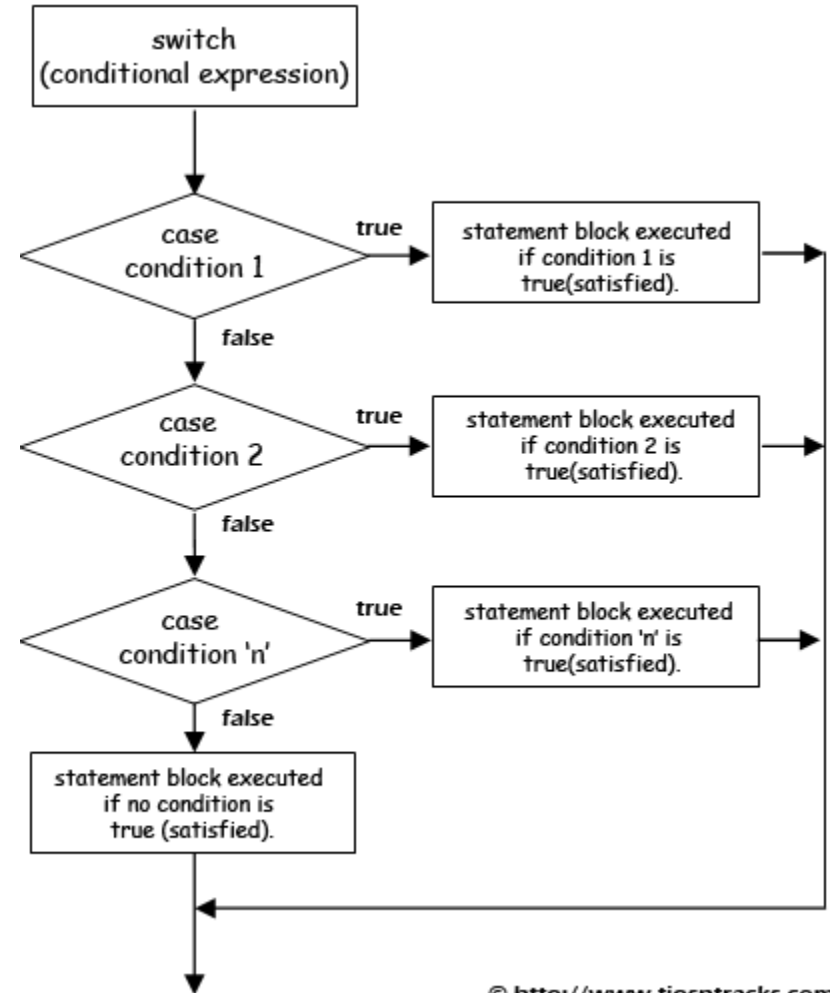 switch
(conditional expression)
case
condition 1
true
statement block executed
if condition 1 is
true(satisfied).
false
case
condition 2
true
statement block executed
if condition 2 is
true(satisfied).
false
case
condition 'n'
true
statement block executed
if condition 'n' is
true(satisfied).
false
statement block executed
if no condition is
true (satisfied).